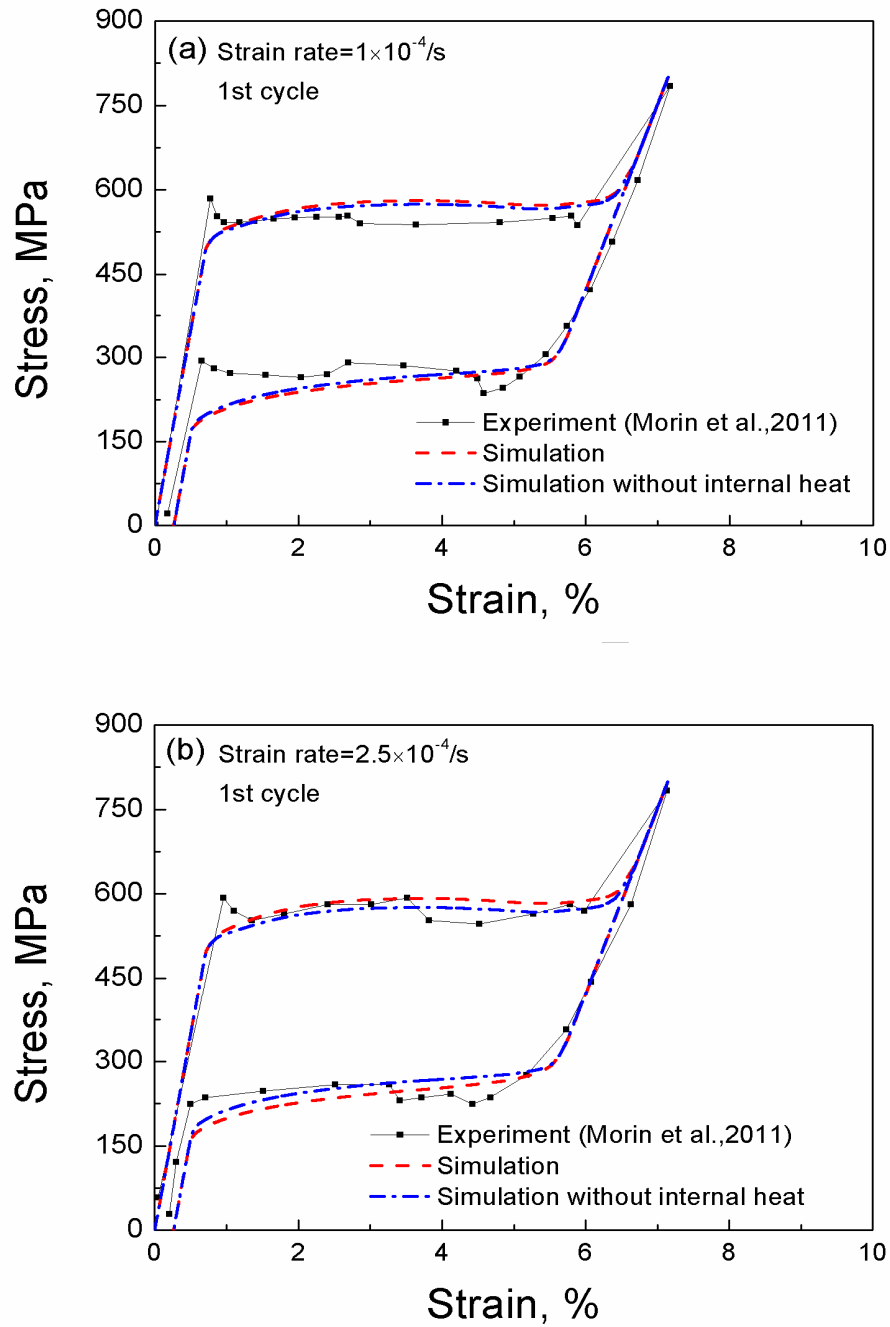 900
(a) Strain rate=1×10⁻⁴/s
1st cycle
750
600
450
300
150
0
Stress, MPa
Experiment (Morin et al.,2011)
Simulation
Simulation without internal heat
0 2 4 6 8 10
Strain, %
900
(b) Strain rate=2.5×10⁻⁴/s
1st cycle
750
600
450
300
150
0
Stress, MPa
Experiment (Morin et al.,2011)
Simulation
Simulation without internal heat
0 2 4 6 8 10
Strain, %